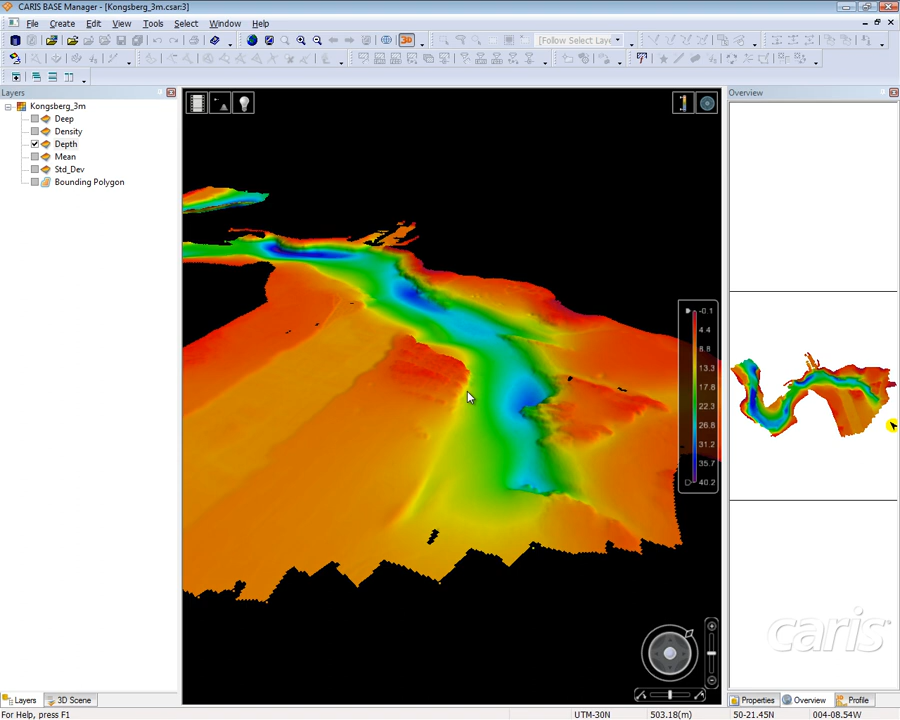 CARIS BASE Manager - [Kongsberg_3m.csar:3]
File Edit View Tools Select Window Help
3D
[Follow Select Laye
Layers
Kongsberg_3m
Deep
Density
Depth
Mean
Std_Dev
Bounding Polygon
-0.1
4.4
8.8
13.3
17.8
22.3
26.8
31.2
35.7
40.2
Overview
caris
Layers 3D Scene
Properties Overview Profile
For Help, press F1 UTM-30N 503.18(m) 50-21.45N 004-08.54W